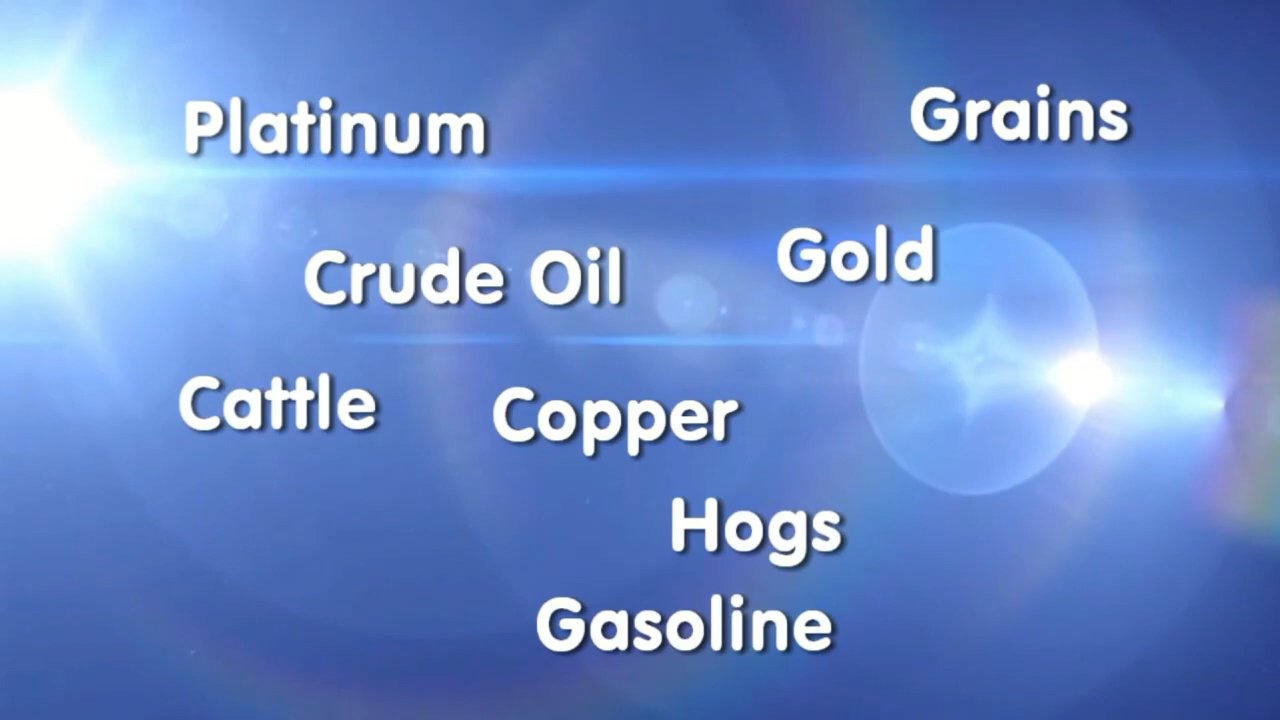 Platinum
Grains
Crude Oil
Gold
Cattle
Copper
Hogs
Gasoline